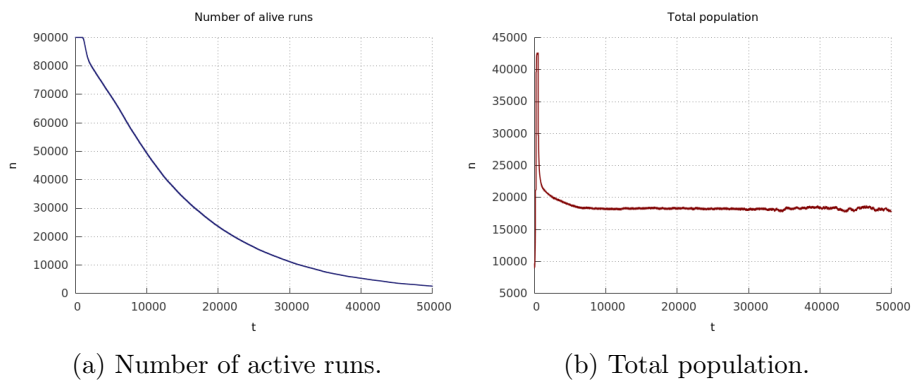 Number of alive runs
90000
80000
70000
60000
50000
40000
30000
20000
10000
0
n
0 10000 20000 30000 40000 50000
t
(a) Number of active runs.
Total population
45000
40000
35000
30000
25000
20000
15000
10000
5000
n
0 10000 20000 30000 40000 50000
t
(b) Total population.